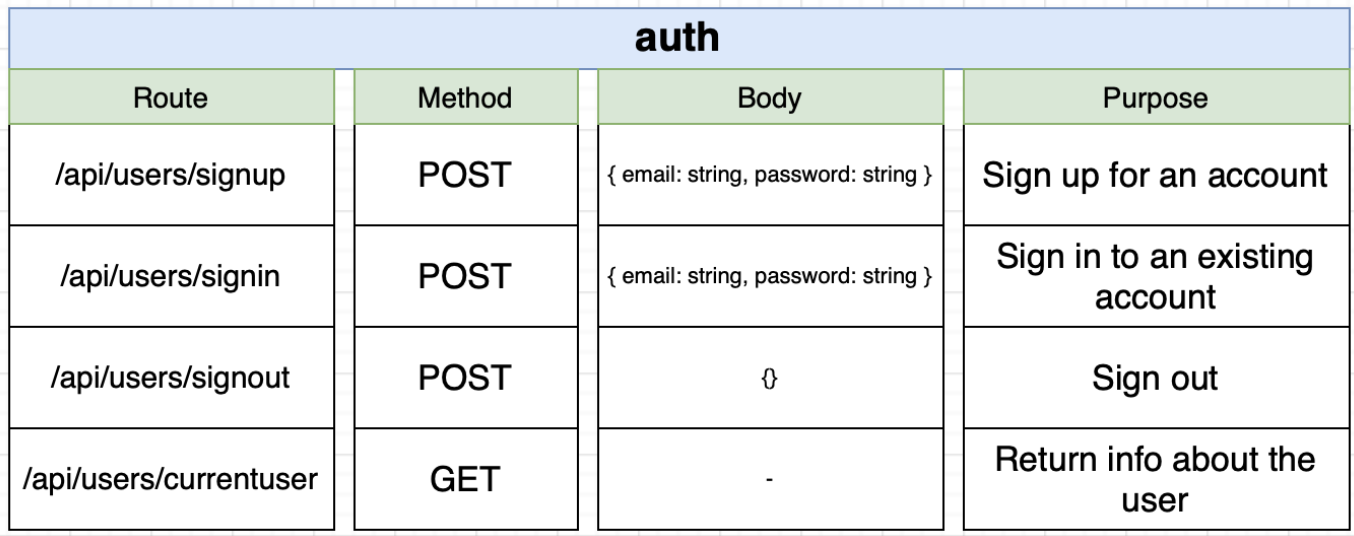 auth
Route Method Body Purpose
/api/users/signup POST { email: string, password: string } Sign up for an account
/api/users/signin POST { email: string, password: string } Sign in to an existing
account
/api/users/signout POST {} Sign out
/api/users/currentuser GET - Return info about the
user